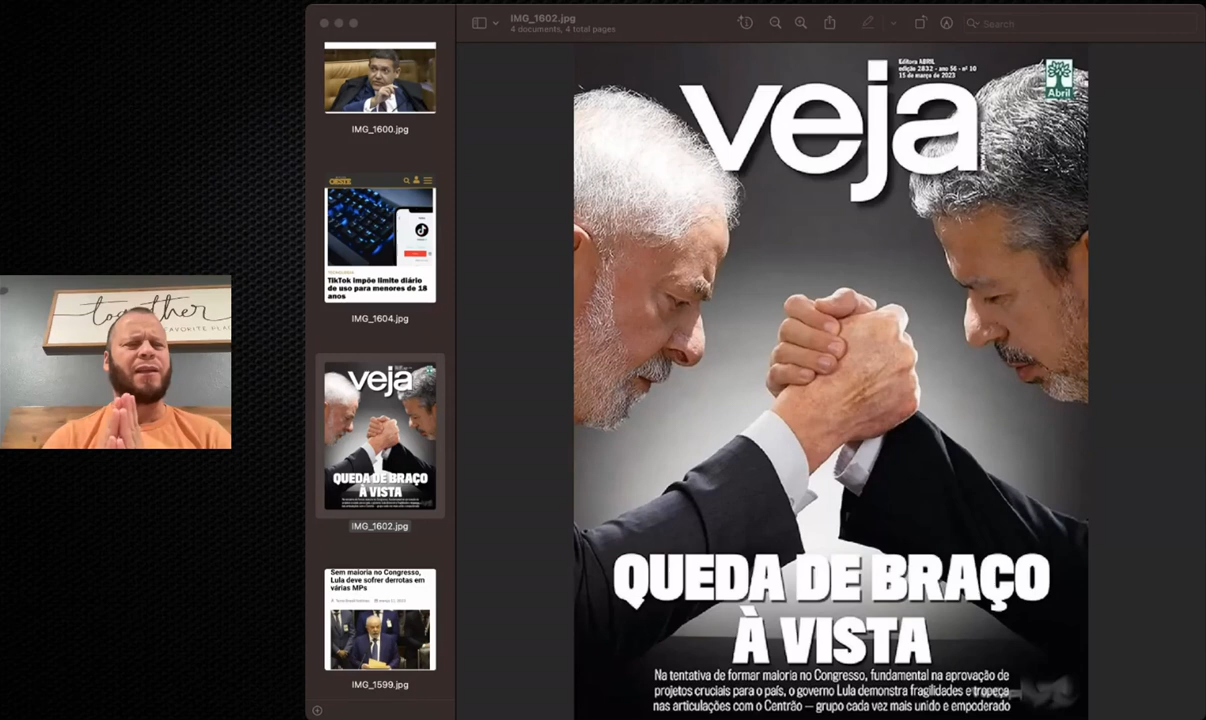 IMG_1602.jpg
4 documents, 4 total pages
Search
IMG_1600.jpg
OESTE
TECNOLOGIA
TikTok impõe limite diário
de uso para menores de 18
anos
IMG_1604.jpg
veja
QUEDA DE BRAÇO
À VISTA
IMG_1602.jpg
Sem maioria no Congresso,
Lula deve sofrer derrotas em
várias MPs
IMG_1599.jpg
together
FAVORITE PLA
Editora ABRIL
edição 2832 - ano 56 - nº 10
15 de março de 2023
Abril
veja
QUEDA DE BRAÇO
À VISTA
Na tentativa de formar maioria no Congresso, fundamental na aprovação de
projetos cruciais para o país, o governo Lula demonstra fragilidades e tropeça
nas articulações com o Centrão — grupo cada vez mais unido e empoderado